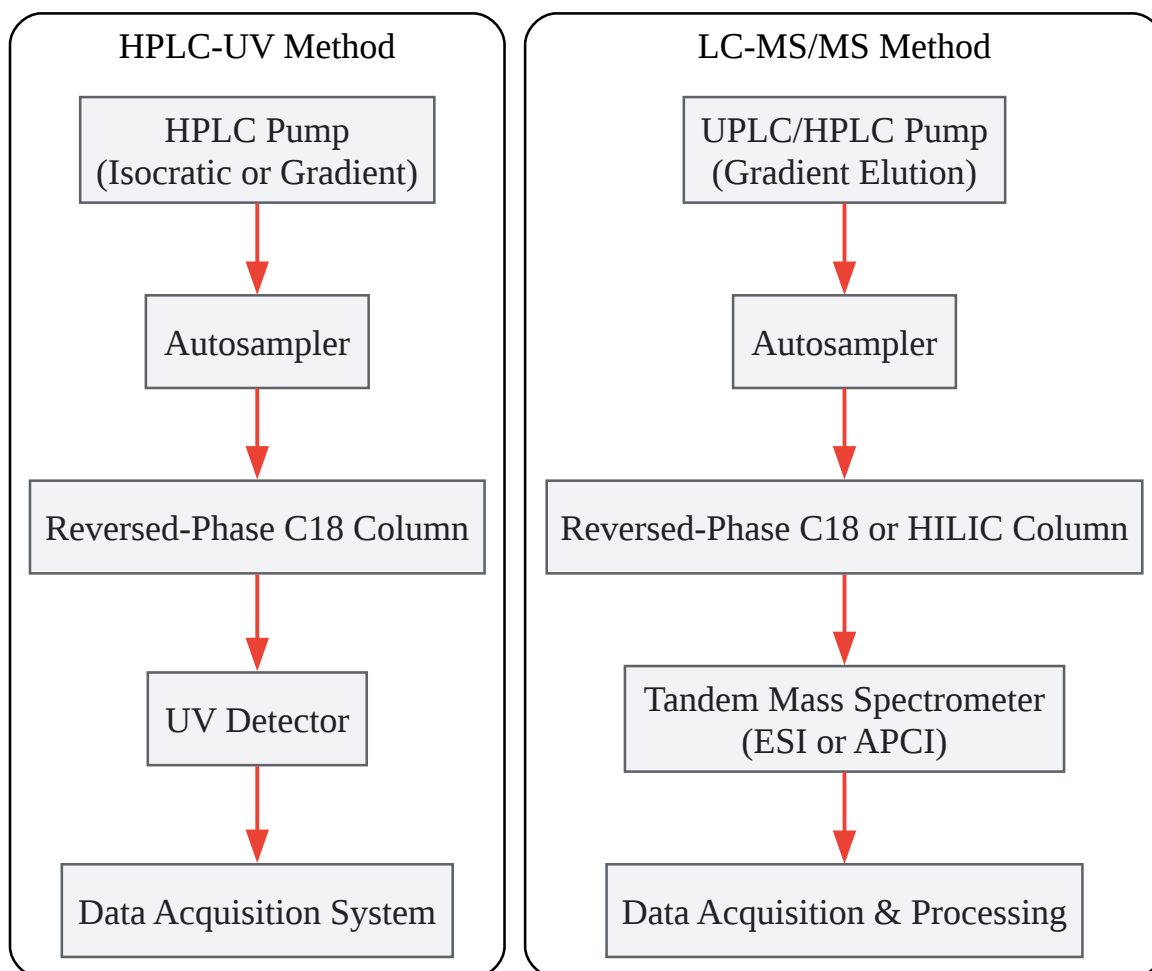 HPLC-UV Method
HPLC Pump
(Isocratic or Gradient)
Autosampler
Reversed-Phase C18 Column
UV Detector
Data Acquisition System
LC-MS/MS Method
UPLC/HPLC Pump
(Gradient Elution)
Autosampler
Reversed-Phase C18 or HILIC Column
Tandem Mass Spectrometer
(ESI or APCI)
Data Acquisition & Processing